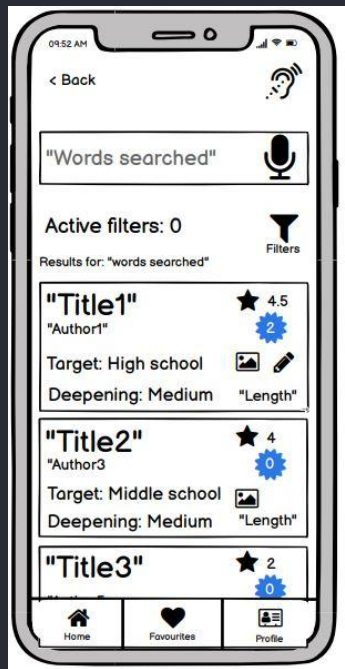 09:52 AM
< Back
"Words searched"
Active filters: 0
Filters
Results for: "words searched"
"Title1"
4.5
"Author1"
2
Target: High school
Deepening: Medium
"Length"
"Title2"
4
"Author3
0
Target: Middle school
Deepening: Medium
"Length"
"Title3"
2
0
Home
Favourites
Profile